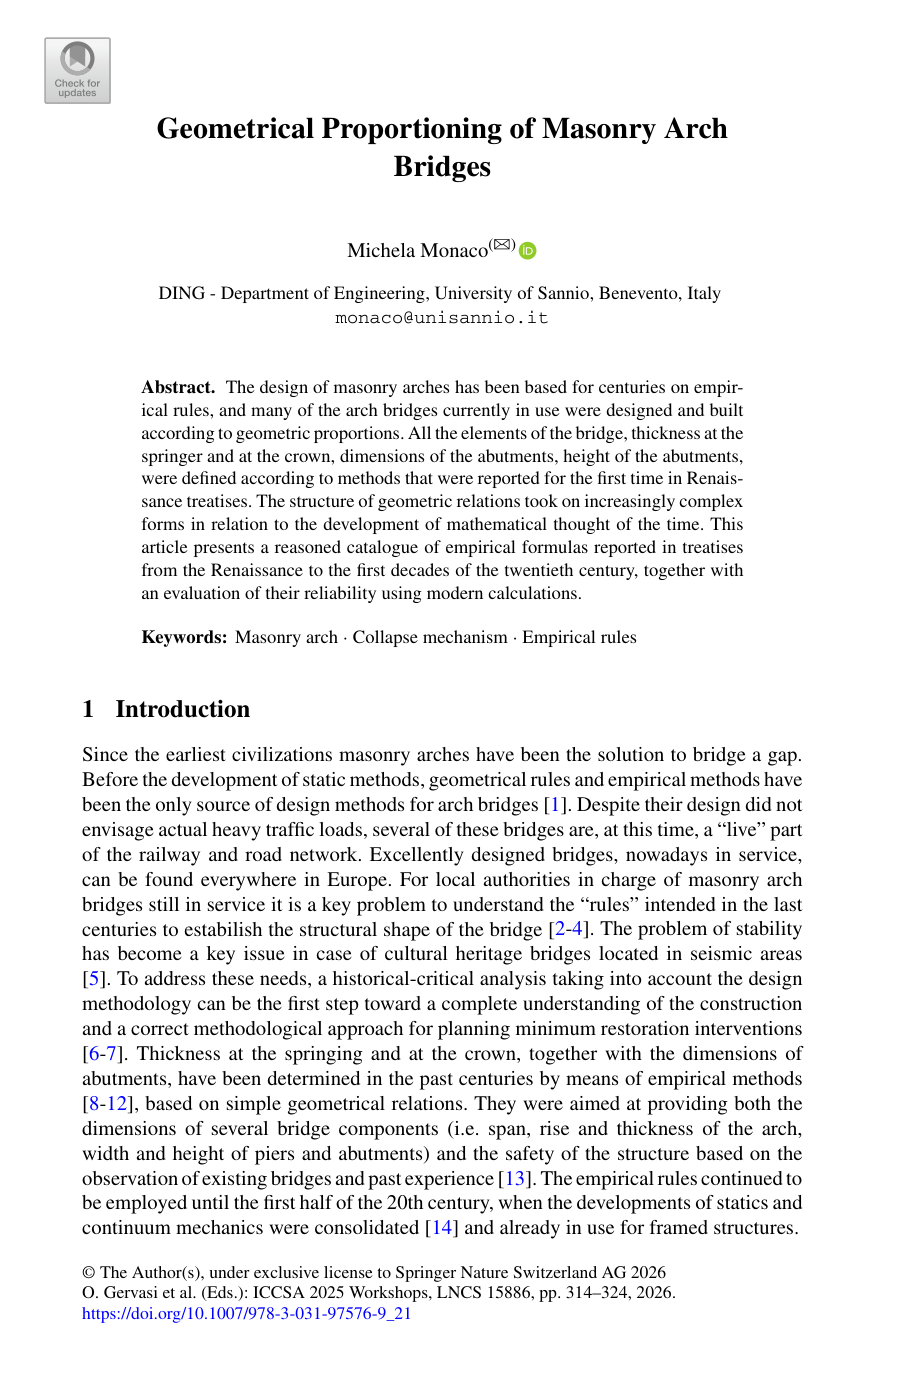 Check for
updates
Geometrical Proportioning of Masonry Arch
Bridges
Michela Monaco(✉) iD
DING - Department of Engineering, University of Sannio, Benevento, Italy
monaco@unisannio.it
Abstract. The design of masonry arches has been based for centuries on empir-
ical rules, and many of the arch bridges currently in use were designed and built
according to geometric proportions. All the elements of the bridge, thickness at the
springer and at the crown, dimensions of the abutments, height of the abutments,
were defined according to methods that were reported for the first time in Renais-
sance treatises. The structure of geometric relations took on increasingly complex
forms in relation to the development of mathematical thought of the time. This
article presents a reasoned catalogue of empirical formulas reported in treatises
from the Renaissance to the first decades of the twentieth century, together with
an evaluation of their reliability using modern calculations.
Keywords: Masonry arch · Collapse mechanism · Empirical rules
1 Introduction
Since the earliest civilizations masonry arches have been the solution to bridge a gap.
Before the development of static methods, geometrical rules and empirical methods have
been the only source of design methods for arch bridges [1]. Despite their design did not
envisage actual heavy traffic loads, several of these bridges are, at this time, a “live” part
of the railway and road network. Excellently designed bridges, nowadays in service,
can be found everywhere in Europe. For local authorities in charge of masonry arch
bridges still in service it is a key problem to understand the “rules” intended in the last
centuries to estabilish the structural shape of the bridge [2-4]. The problem of stability
has become a key issue in case of cultural heritage bridges located in seismic areas
[5]. To address these needs, a historical-critical analysis taking into account the design
methodology can be the first step toward a complete understanding of the construction
and a correct methodological approach for planning minimum restoration interventions
[6-7]. Thickness at the springing and at the crown, together with the dimensions of
abutments, have been determined in the past centuries by means of empirical methods
[8-12], based on simple geometrical relations. They were aimed at providing both the
dimensions of several bridge components (i.e. span, rise and thickness of the arch,
width and height of piers and abutments) and the safety of the structure based on the
observation of existing bridges and past experience [13]. The empirical rules continued to
be employed until the first half of the 20th century, when the developments of statics and
continuum mechanics were consolidated [14] and already in use for framed structures.
© The Author(s), under exclusive license to Springer Nature Switzerland AG 2026
O. Gervasi et al. (Eds.): ICCSA 2025 Workshops, LNCS 15886, pp. 314–324, 2026.
https://doi.org/10.1007/978-3-031-97576-9_21